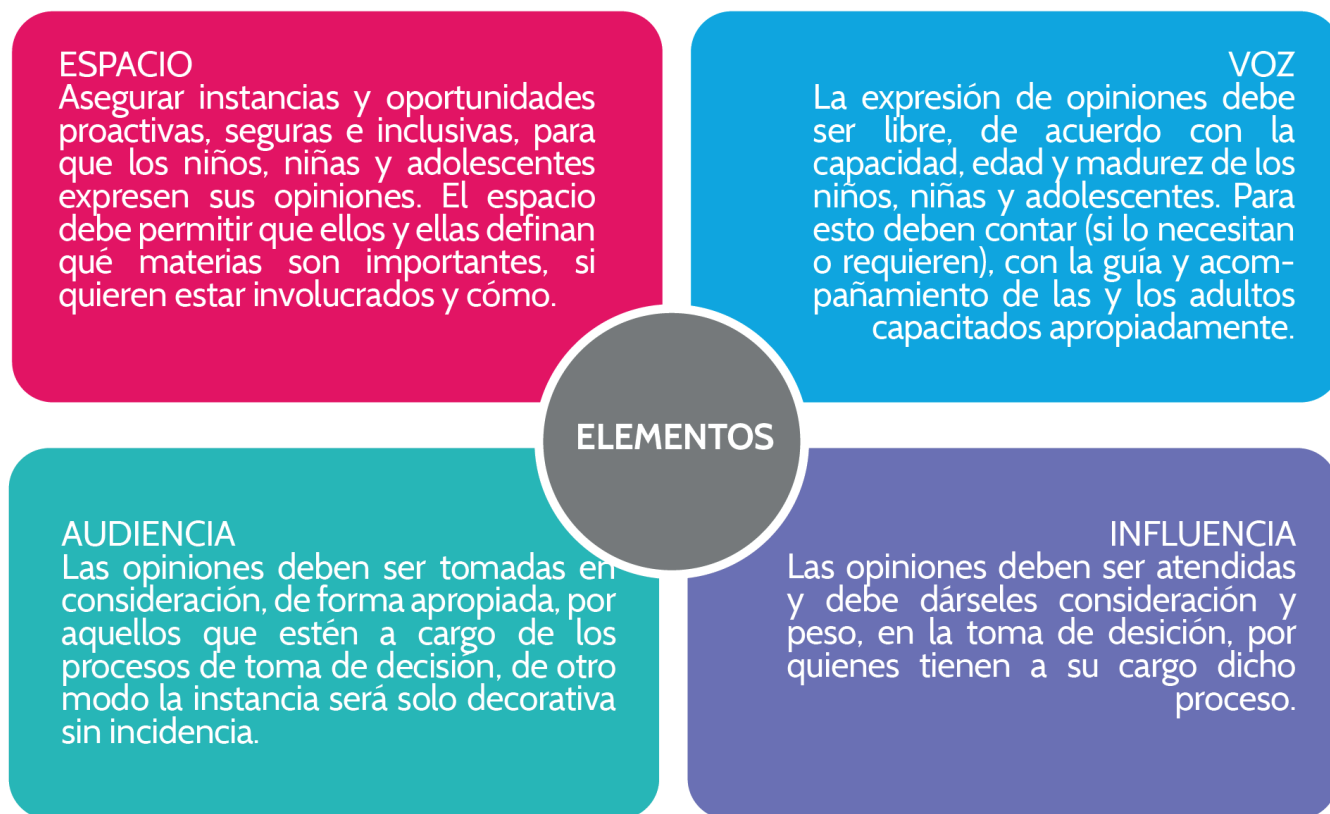 ESPACIO
Asegurar instancias y oportunidades
proactivas, seguras e inclusivas, para
que los niños, niñas y adolescentes
expresen sus opiniones. El espacio
debe permitir que ellos y ellas definan
qué materias son importantes, si
quieren estar involucrados y cómo.
VOZ
La expresión de opiniones debe
ser libre, de acuerdo con la
capacidad, edad y madurez de los
niños, niñas y adolescentes. Para
esto deben contar (si lo necesitan
o requieren), con la guía y acom-
pañamiento de las y los adultos
capacitados apropiadamente.
ELEMENTOS
AUDIENCIA
Las opiniones deben ser tomadas en
consideración, de forma apropiada, por
aquellos que estén a cargo de los
procesos de toma de decisión, de otro
modo la instancia será solo decorativa
sin incidencia.
INFLUENCIA
Las opiniones deben ser atendidas
y debe dárseles consideración y
peso, en la toma de desición, por
quienes tienen a su cargo dicho
proceso.